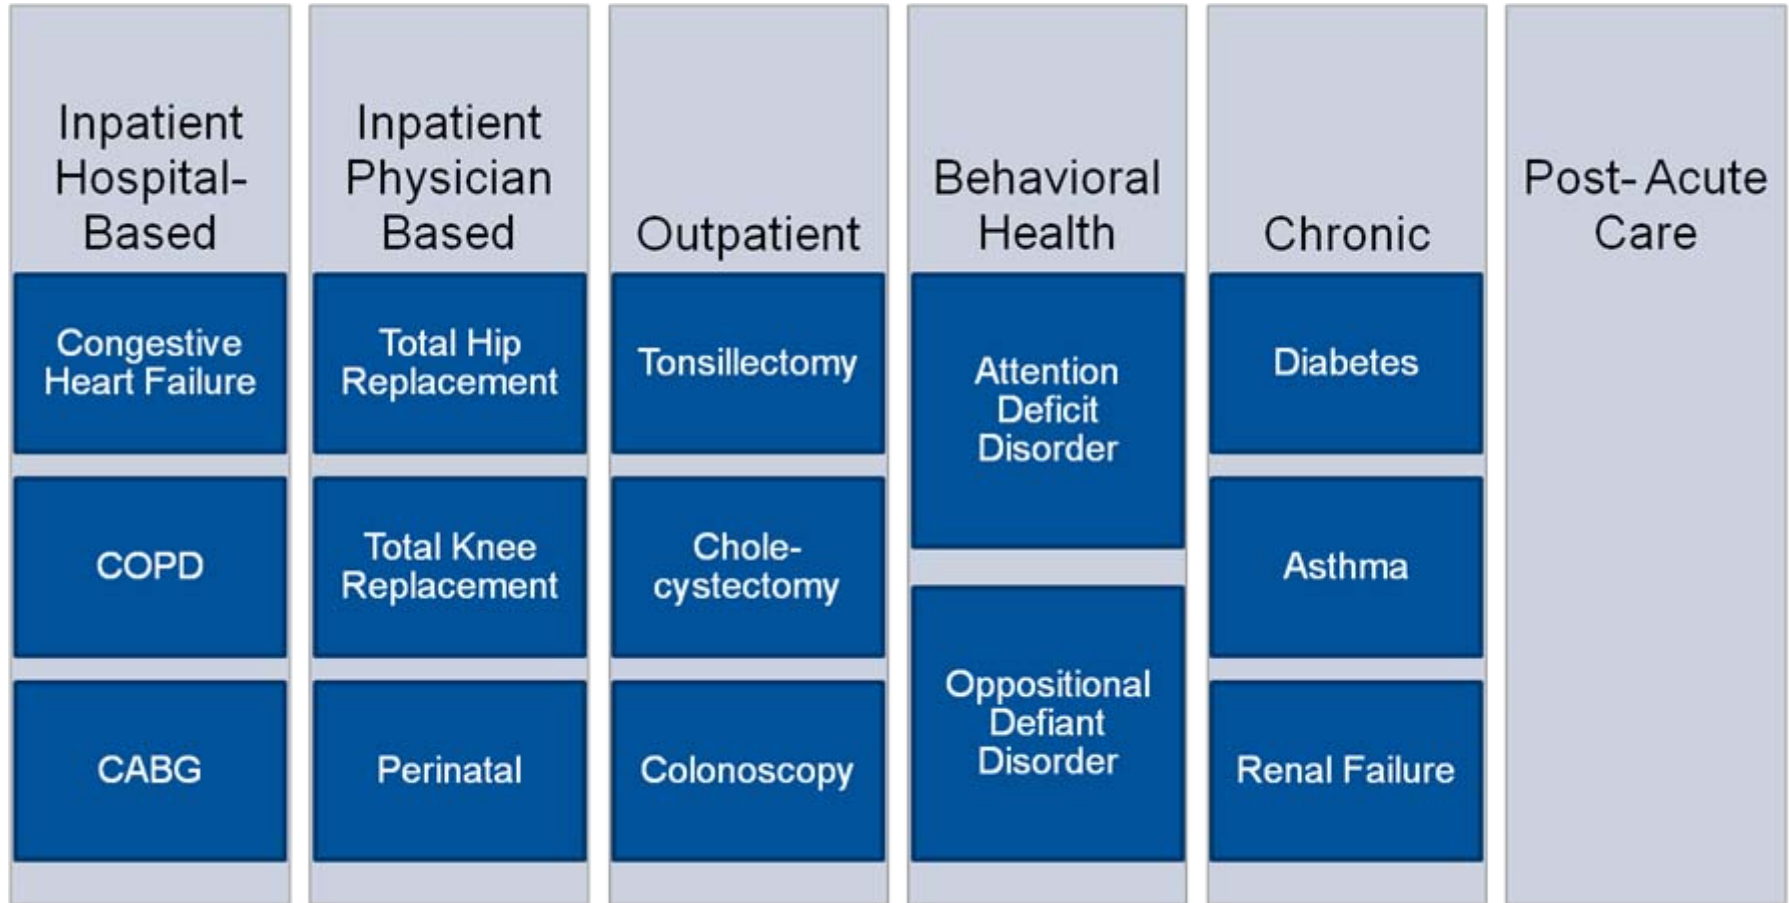 Inpatient
Hospital-
Based
Congestive
Heart Failure
COPD
CABG
Inpatient
Physician
Based
Total Hip
Replacement
Total Knee
Replacement
Perinatal
Outpatient
Tonsillectomy
Chole-
cystectomy
Colonoscopy
Behavioral
Health
Attention
Deficit
Disorder
Oppositional
Defiant
Disorder
Chronic
Diabetes
Asthma
Renal Failure
Post- Acute
Care